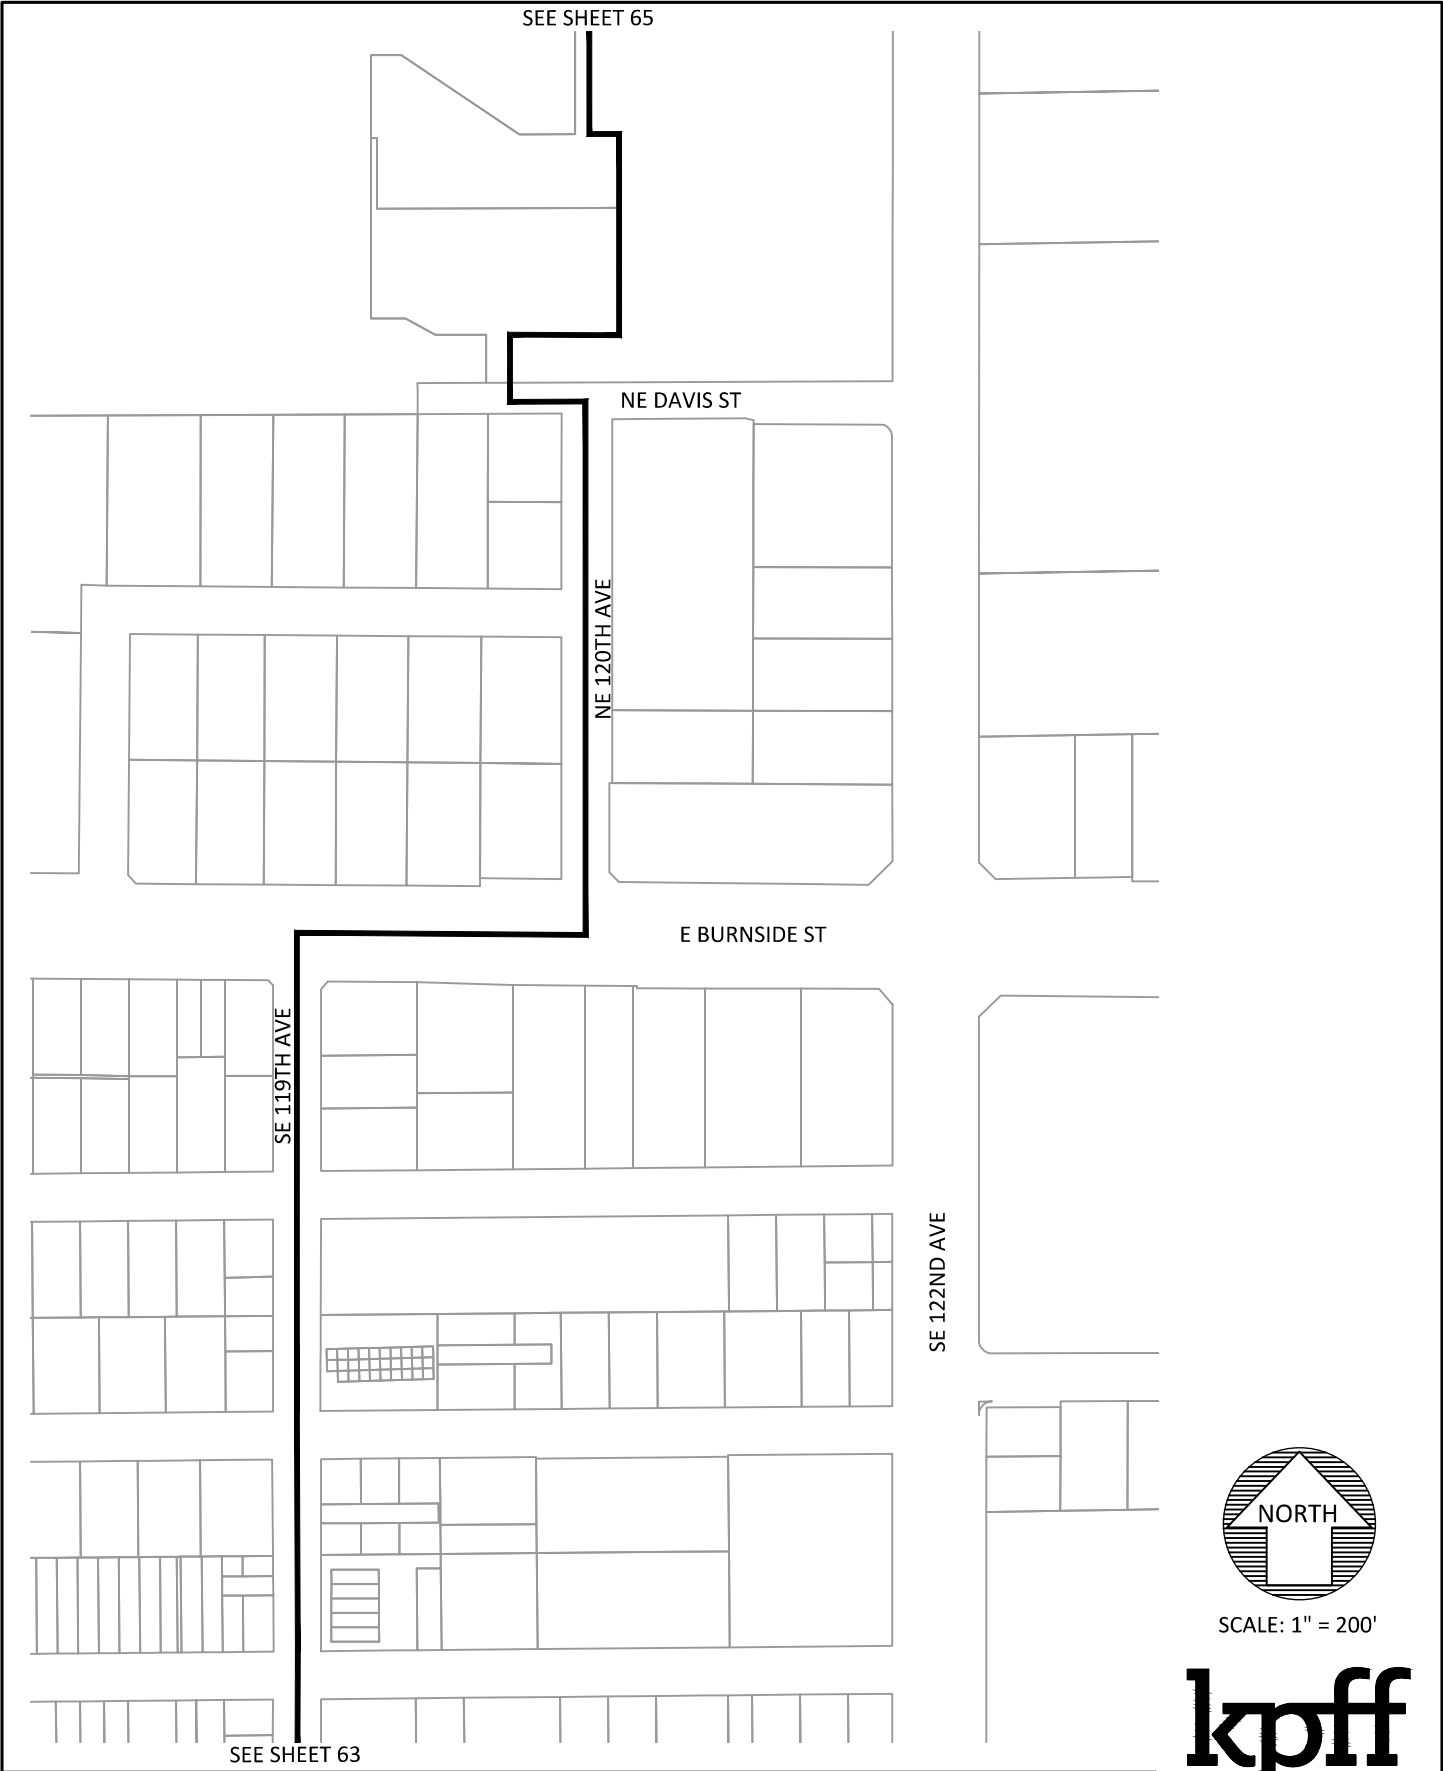 SEE SHEET 65
NE DAVIS ST
NE 120TH AVE
E BURNSIDE ST
SE 119TH AVE
SE 122ND AVE
NORTH
SCALE: 1" = 200'
kpff
SEE SHEET 63